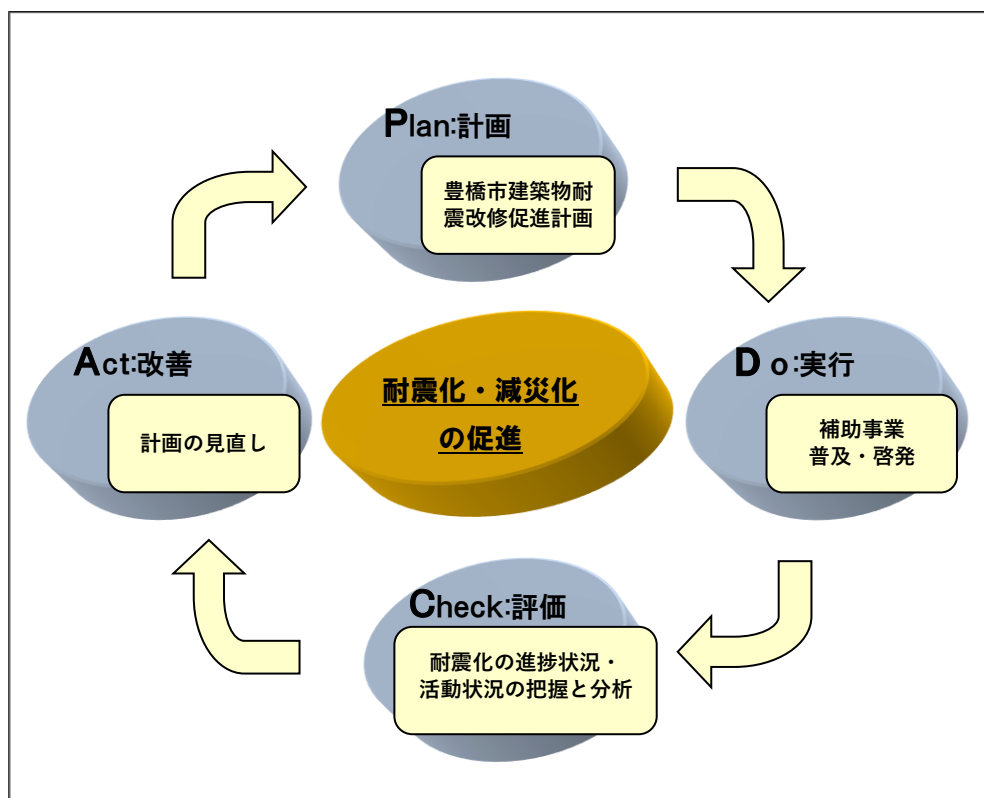 Plan:計画
豊橋市建築物耐
震改修促進計画
Act:改善
計画の見直し
耐震化・減災化
の促進
Do:実行
補助事業
普及・啓発
Check:評価
耐震化の進捗状況・
活動状況の把握と分析